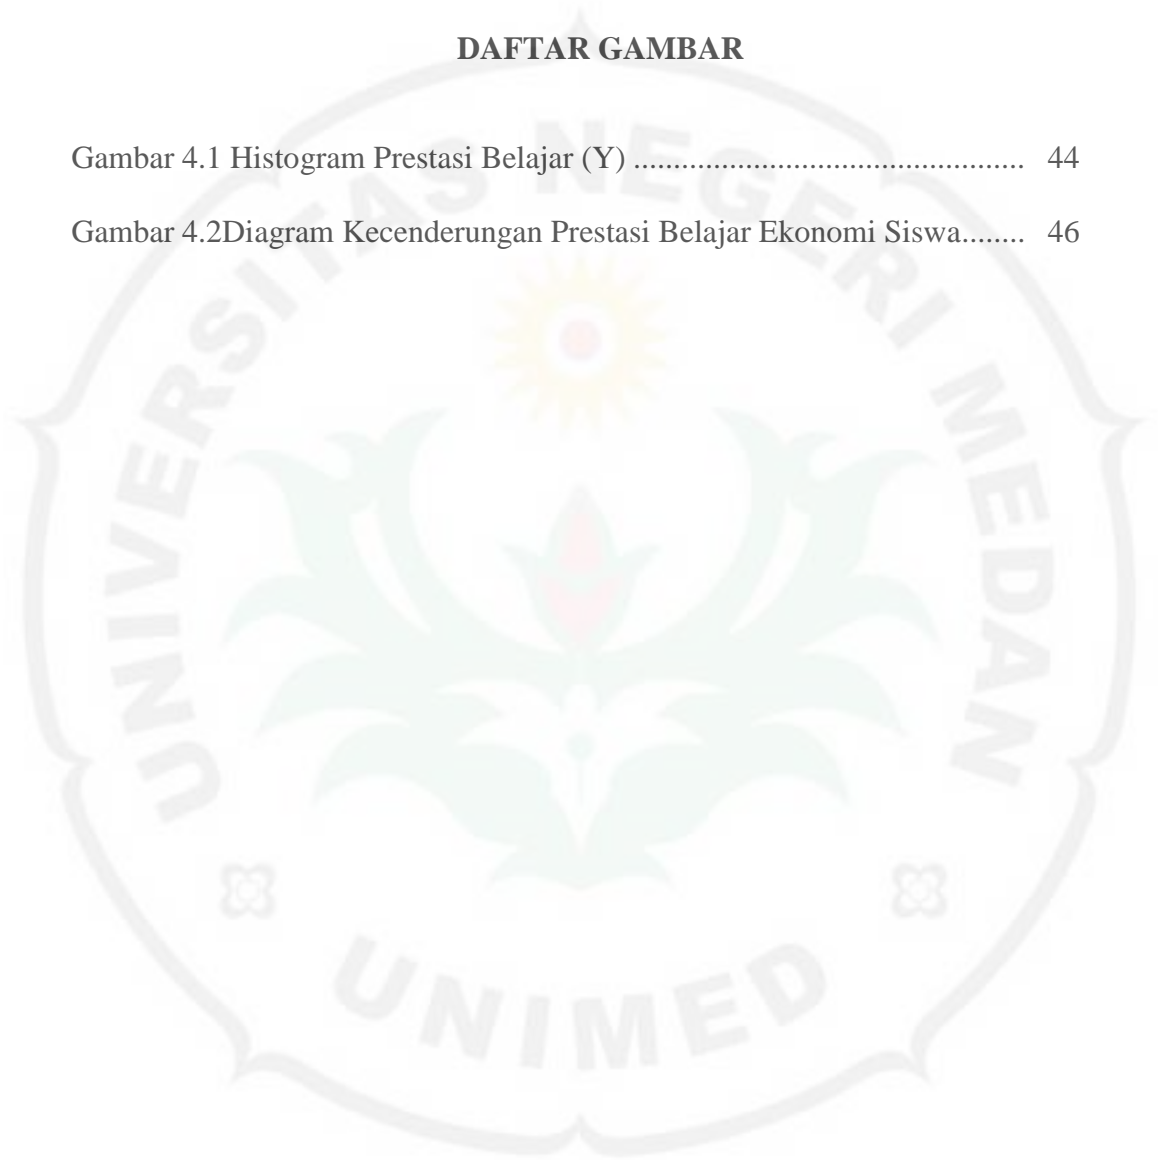 DAFTAR GAMBAR
Gambar 4.1 Histogram Prestasi Belajar (Y) ............................................. 44
Gambar 4.2Diagram Kecenderungan Prestasi Belajar Ekonomi Siswa........ 46
UNIVERSITAS NEGERI MEDAN
UNIMED